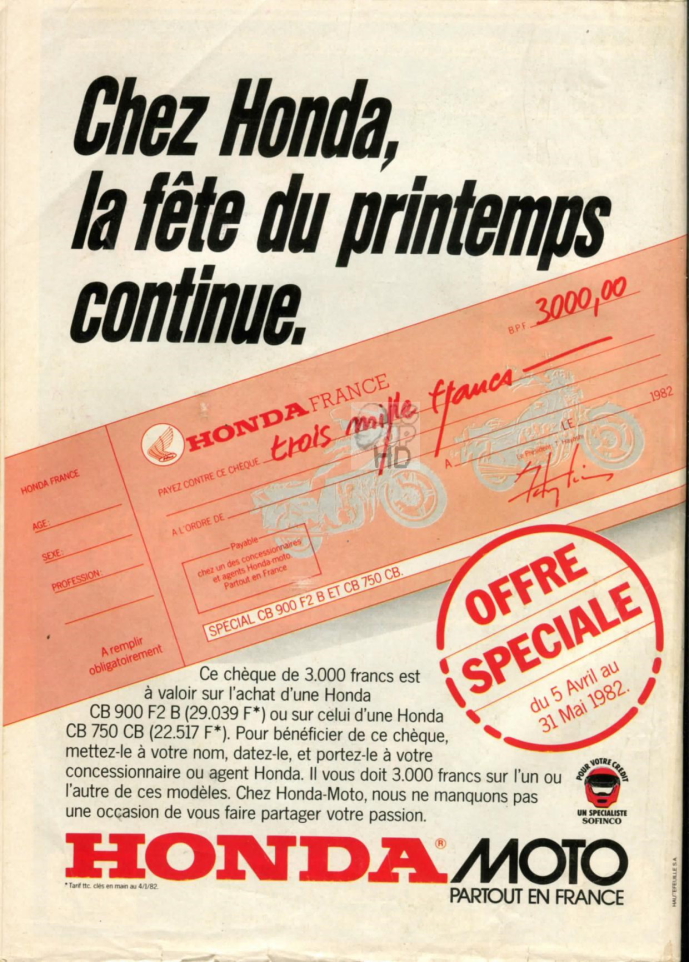 Chez Honda,
la fête du printemps
continue.
B.P.F. 3000,00
HONDA FRANCE
trois mille francs
PAYEZ CONTRE CE CHÈQUE
A LE 1982
A L'ORDRE DE
Payable
chez un des concessionnaires
et agents Honda-moto.
Partout en France
SPÉCIAL CB 900 F2 B ET CB 750 CB.
HONDA FRANCE
AGE :
SEXE :
PROFESSION :
A remplir
obligatoirement
HD
OFFRE
SPECIALE
du 5 Avril au
31 Mai 1982.
Ce chèque de 3.000 francs est
à valoir sur l'achat d'une Honda
CB 900 F2 B (29.039 F*) ou sur celui d'une Honda
CB 750 CB (22.517 F*). Pour bénéficier de ce chèque,
mettez-le à votre nom, datez-le, et portez-le à votre
concessionnaire ou agent Honda. Il vous doit 3.000 francs sur l'un ou
l'autre de ces modèles. Chez Honda-Moto, nous ne manquons pas
une occasion de vous faire partager votre passion.
POUR VOTRE CREDIT
UN SPECIALISTE
SOFINCO
HONDA® MOTO
PARTOUT EN FRANCE
*Tarif ttc. clés en main au 4/1/82.
HAUTEFEUILLE S.A.